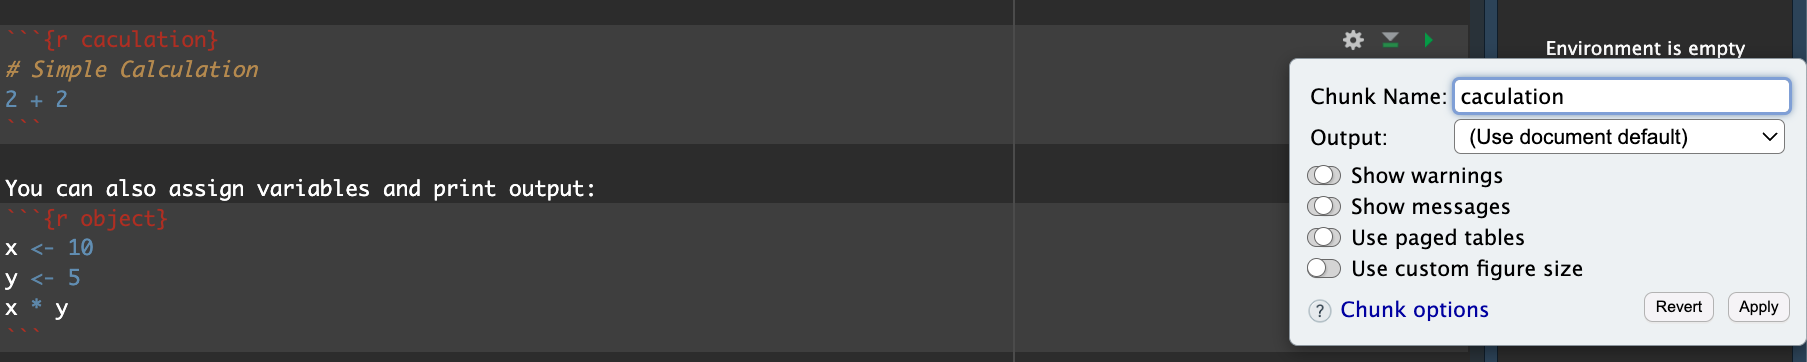 ```{r caculation}
# Simple Calculation
2 + 2
```
You can also assign variables and print output:
```{r object}
x <- 10
y <- 5
x * y
```
Environment is empty
Chunk Name: caculation
Output: (Use document default)
Show warnings
Show messages
Use paged tables
Use custom figure size
? Chunk options Revert Apply